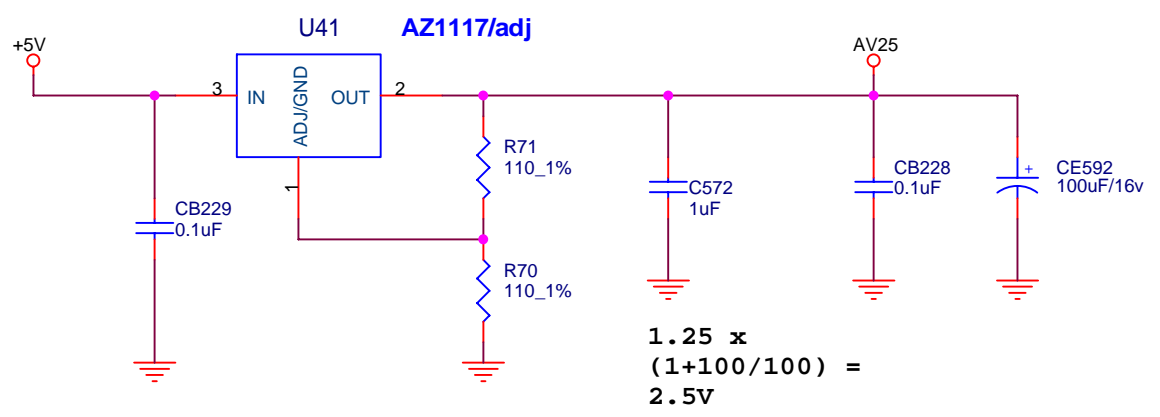 U41 AZ1117/adj
+5V
AV25
3 IN OUT 2
ADJ/GND
1
R71
110_1%
CB229
0.1uF
C572
1uF
CB228
0.1uF
+ CE592
100uF/16v
R70
110_1%
1.25 x
(1+100/100) =
2.5V